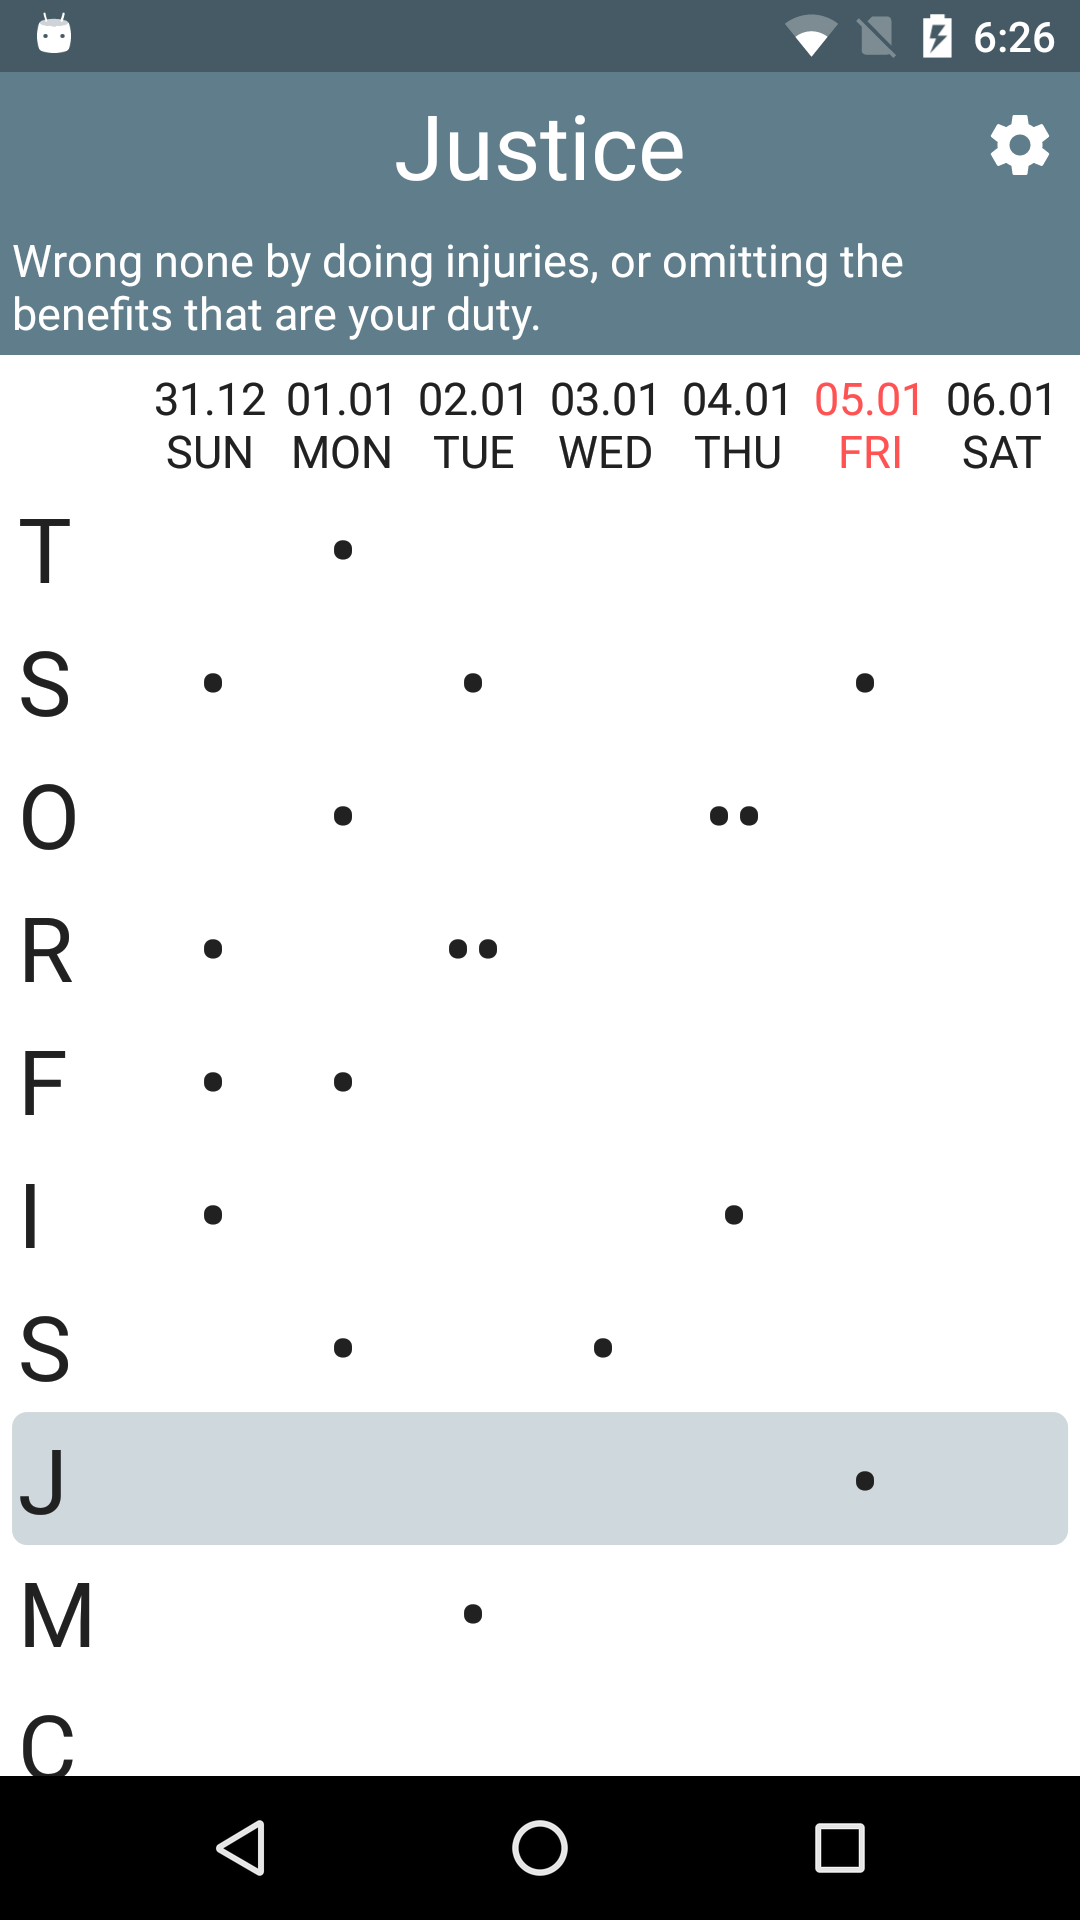 6:26
Justice
Wrong none by doing injuries, or omitting the
benefits that are your duty.
31.12 01.01 02.01 03.01 04.01 05.01 06.01
SUN MON TUE WED THU FRI SAT
T •
S • • •
O • ••
R • ••
F • •
I • •
S • •
J •
M •
C